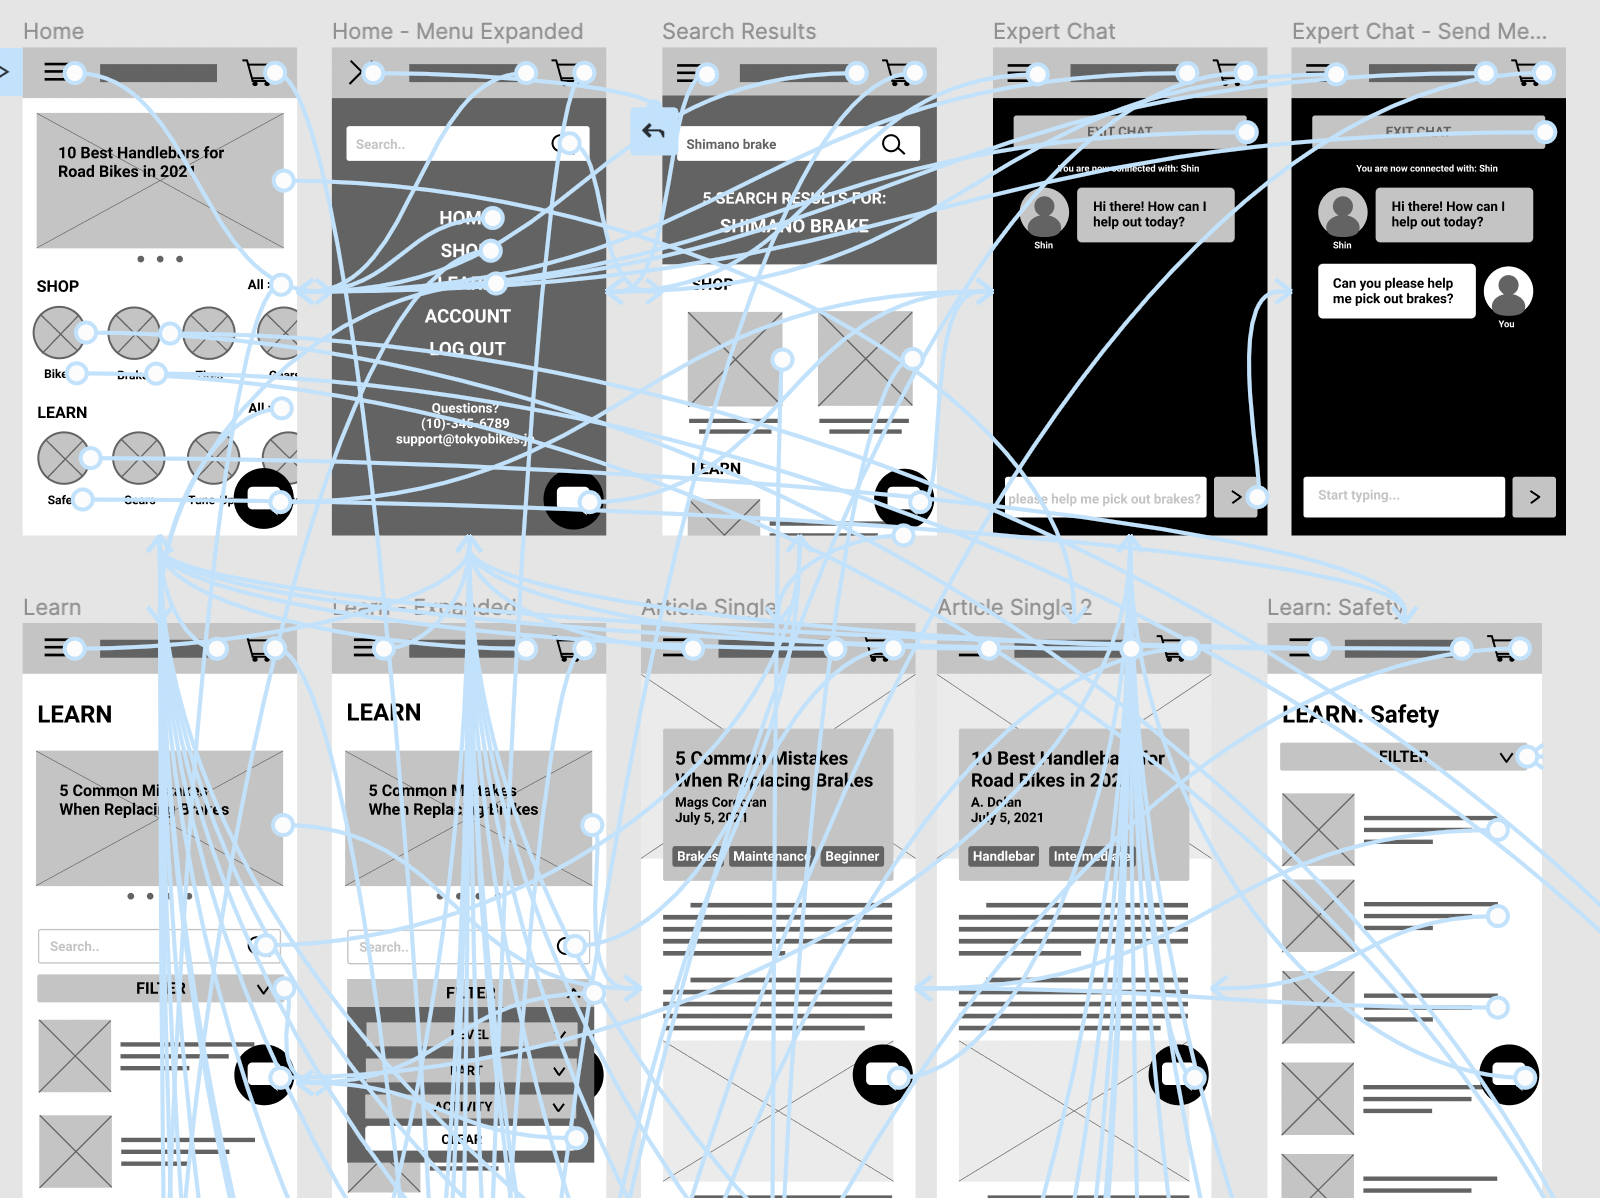 Home
Home - Menu Expanded
Search Results
Expert Chat
Expert Chat - Send Me...
10 Best Handlebars for
Road Bikes in 2021
SHOP
All
LEARN
All
Gears
Search..
HOME
SHOP
LEARN
ACCOUNT
LOG OUT
Questions?
(10)-345-6789
Shimano brake
5 SEARCH RESULTS FOR:
SHIMANO BRAKE
SHOP
LEARN
EXIT CHAT
You are now connected with: Shin
Hi there! How can I
help out today?
Shin
please help me pick out brakes?
EXIT CHAT
You are now connected with: Shin
Hi there! How can I
help out today?
Shin
Can you please help
me pick out brakes?
You
Start typing...
Learn
Learn - Expanded
Article Single
Article Single 2
Learn: Safety
LEARN
5 Common Mistakes
When Replacing Brakes
Search..
FILTER
LEARN
5 Common Mistakes
When Replacing Brakes
Search..
FILTER
LEVEL
PART
ACTIVITY
CLEAR
5 Common Mistakes
When Replacing Brakes
Mags Corcoran
July 5, 2021
Brakes
Maintenance
Beginner
10 Best Handlebars for
Road Bikes in 2021
A. Dolan
July 5, 2021
Handlebar
Intermediate
LEARN: Safety
FILTER